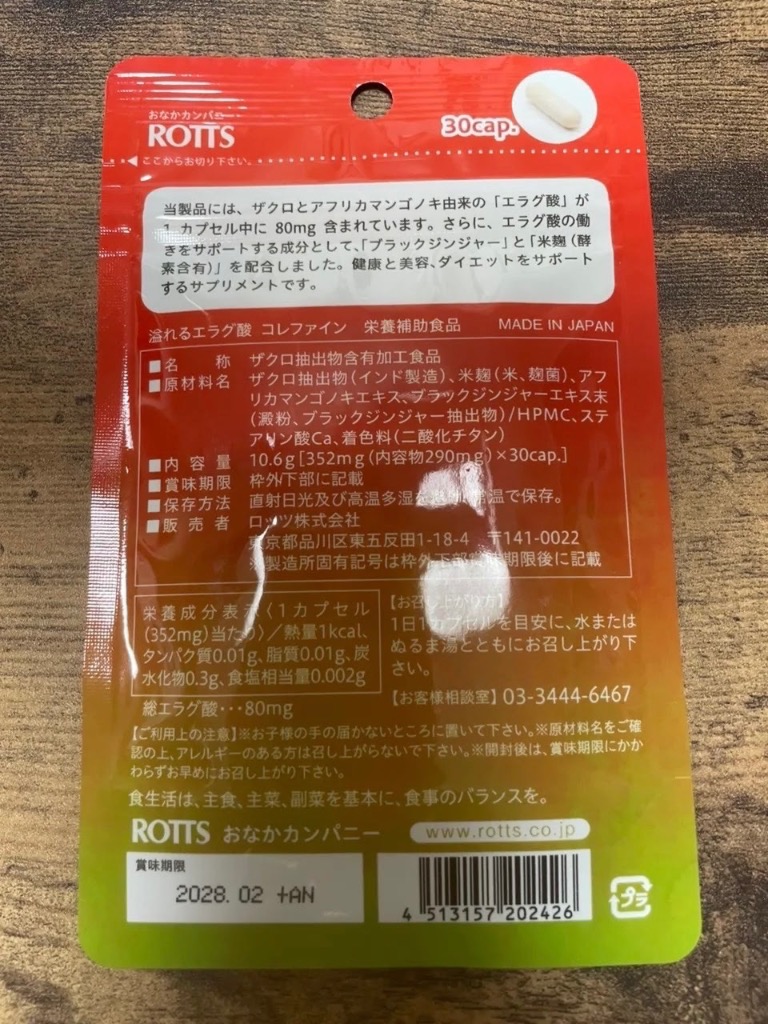 おなかカンパニー
ROTTS
30cap.
ここからお切り下さい。
当製品には、ザクロとアフリカマンゴノキ由来の「エラグ酸」が
1カプセル中に 80mg 含まれています。さらに、エラグ酸の働
きをサポートする成分として、「ブラックジンジャー」と「米麹(酵
素含有)」を配合しました。健康と美容、ダイエットをサポート
するサプリメントです。
溢れるエラグ酸 コレファイン 栄養補助食品 MADE IN JAPAN
■名称 ザクロ抽出物含有加工食品
■原材料名 ザクロ抽出物(インド製造)、米麹(米、麹菌)、アフ
リカマンゴノキエキス、ブラックジンジャーエキス末
(澱粉、ブラックジンジャー抽出物)/HPMC、ステ
アリン酸Ca、着色料(二酸化チタン)
■内容量 10.6g[352mg(内容物290mg)×30cap.]
■賞味期限 枠外下部に記載
■保存方法 直射日光及び高温多湿を避け、常温で保存。
■販売者 ロッツ株式会社
東京都品川区東五反田1-18-4 〒141-0022
※製造所固有記号は枠外下部賞味期限後に記載
栄養成分表示〈1カプセル
(352mg)当たり〉/熱量1kcal、
タンパク質0.01g、脂質0.01g、炭
水化物0.3g、食塩相当量0.002g
総エラグ酸・・・80mg
【お召し上がり方】
1日1カプセルを目安に、水または
ぬるま湯とともにお召し上がり下
さい。
【お客様相談室】03-3444-6467
【ご利用上の注意】※お子様の手の届かないところに置いて下さい。※原材料名をご確
認の上、アレルギーのある方は召し上がらないで下さい。※開封後は、賞味期限にかか
わらずお早めにお召し上がり下さい。
食生活は、主食、主菜、副菜を基本に、食事のバランスを。
ROTTS おなかカンパニー www.rotts.co.jp
賞味期限
2028. 02 +AN
4 513157 202426
プラ